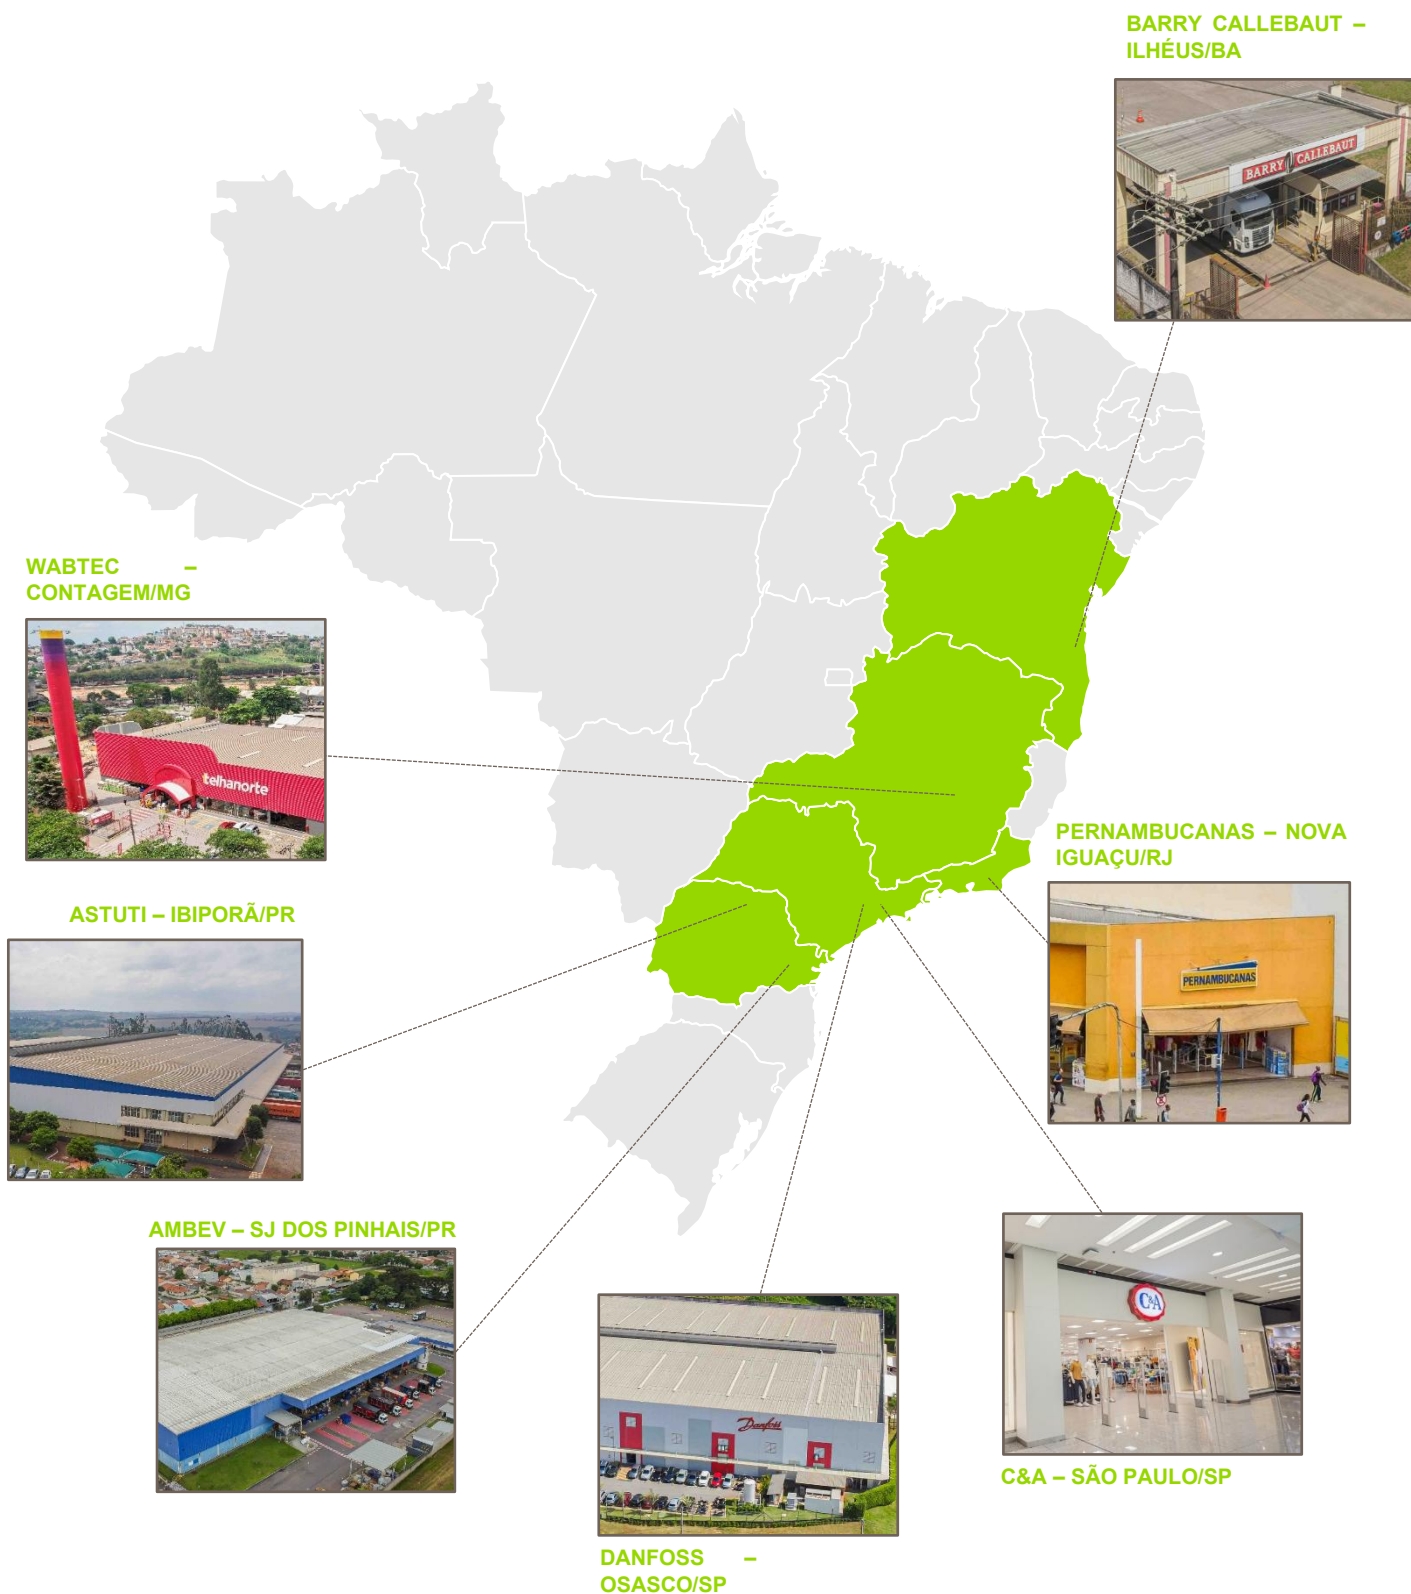 BARRY CALLEBAUT –
ILHÉUS/BA
BARRY CALLEBAUT
WABTEC –
CONTAGEM/MG
telhanorte
PERNAMBUCANAS – NOVA
IGUAÇU/RJ
PERNAMBUCANAS
ASTUTI – IBIPORÃ/PR
AMBEV – SJ DOS PINHAIS/PR
C&A
C&A – SÃO PAULO/SP
Danfoss
DANFOSS –
OSASCO/SP